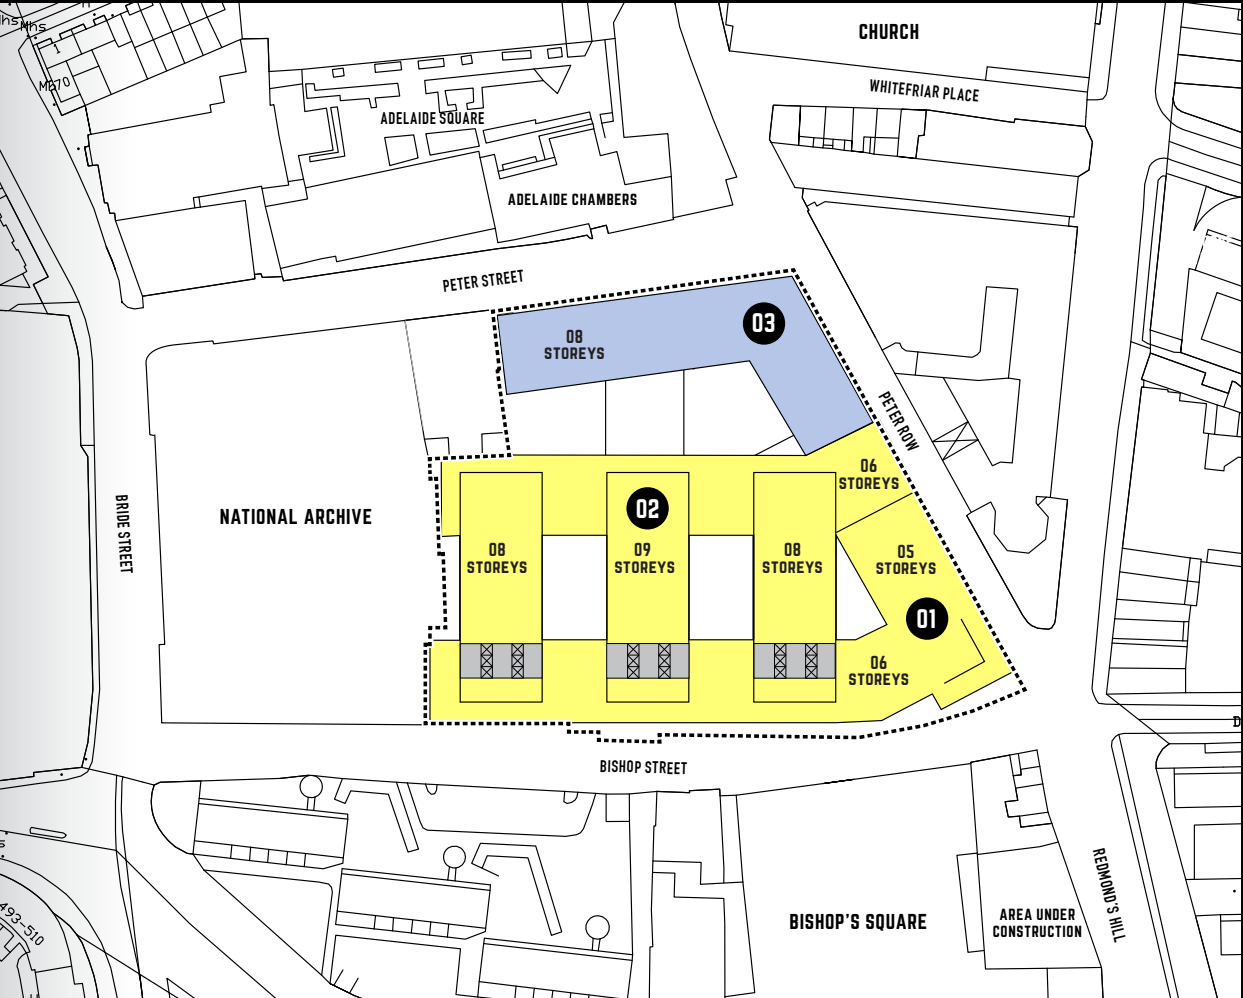 Mhs
CHURCH
M870
WHITEFRIAR PLACE
ADELAIDE SQUARE
ADELAIDE CHAMBERS
PETER STREET
03
08
STOREYS
PETER ROW
06
STOREYS
BRIDE STREET
NATIONAL ARCHIVE
02
08
STOREYS
09
STOREYS
08
STOREYS
05
STOREYS
01
06
STOREYS
D
BISHOP STREET
REDMOND'S HILL
493-510
BISHOP'S SQUARE
AREA UNDER
CONSTRUCTION